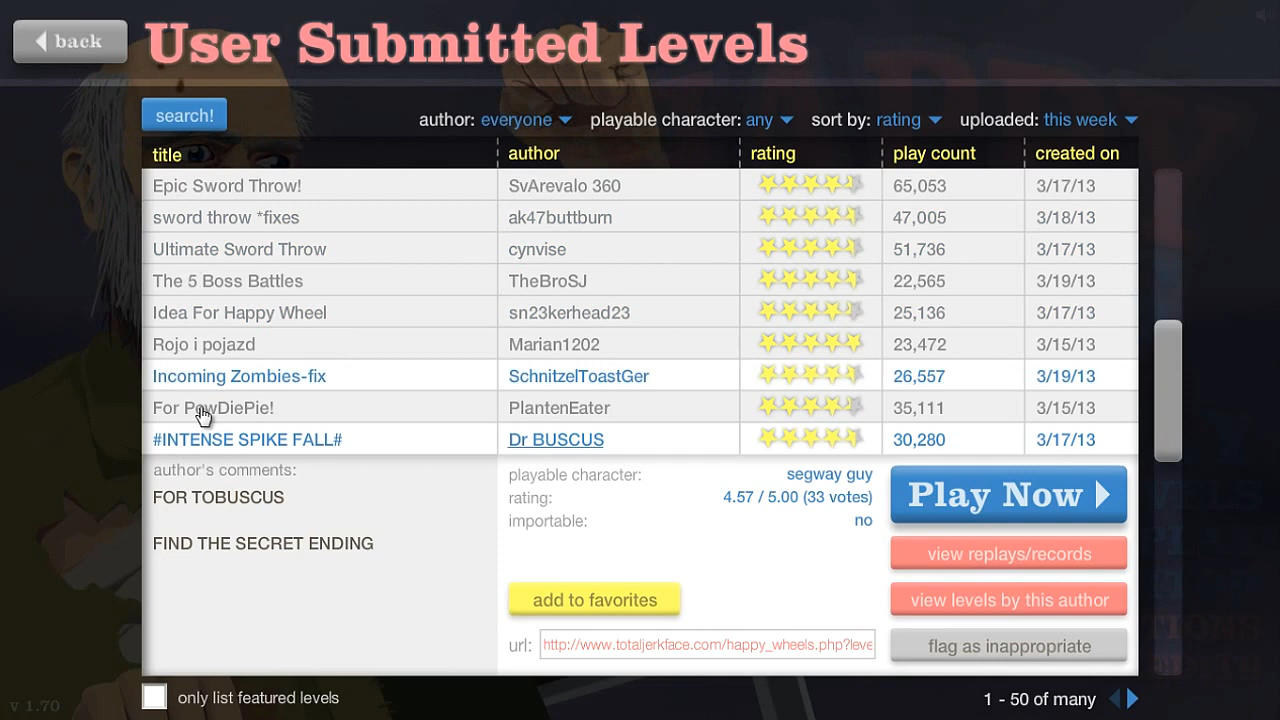 back
User Submitted Levels
search!
author: everyone playable character: any sort by: rating uploaded: this week
title author rating play count created on
Epic Sword Throw! SvArevalo 360 65,053 3/17/13
sword throw *fixes ak47buttburn 47,005 3/18/13
Ultimate Sword Throw cynvise 51,736 3/17/13
The 5 Boss Battles TheBroSJ 22,565 3/19/13
Idea For Happy Wheel sn23kerhead23 25,136 3/17/13
Rojo i pojazd Marian1202 23,472 3/15/13
Incoming Zombies-fix SchnitzelToastGer 26,557 3/19/13
For PewDiePie! PlantenEater 35,111 3/15/13
#INTENSE SPIKE FALL# Dr BUSCUS 30,280 3/17/13
author's comments:
FOR TOBUSCUS
FIND THE SECRET ENDING
playable character: segway guy
rating: 4.57 / 5.00 (33 votes)
importable: no
add to favorites
url: http://www.totaljerkface.com/happy_wheels.php?leve
Play Now
view replays/records
view levels by this author
flag as inappropriate
only list featured levels
1 - 50 of many
v 1.70